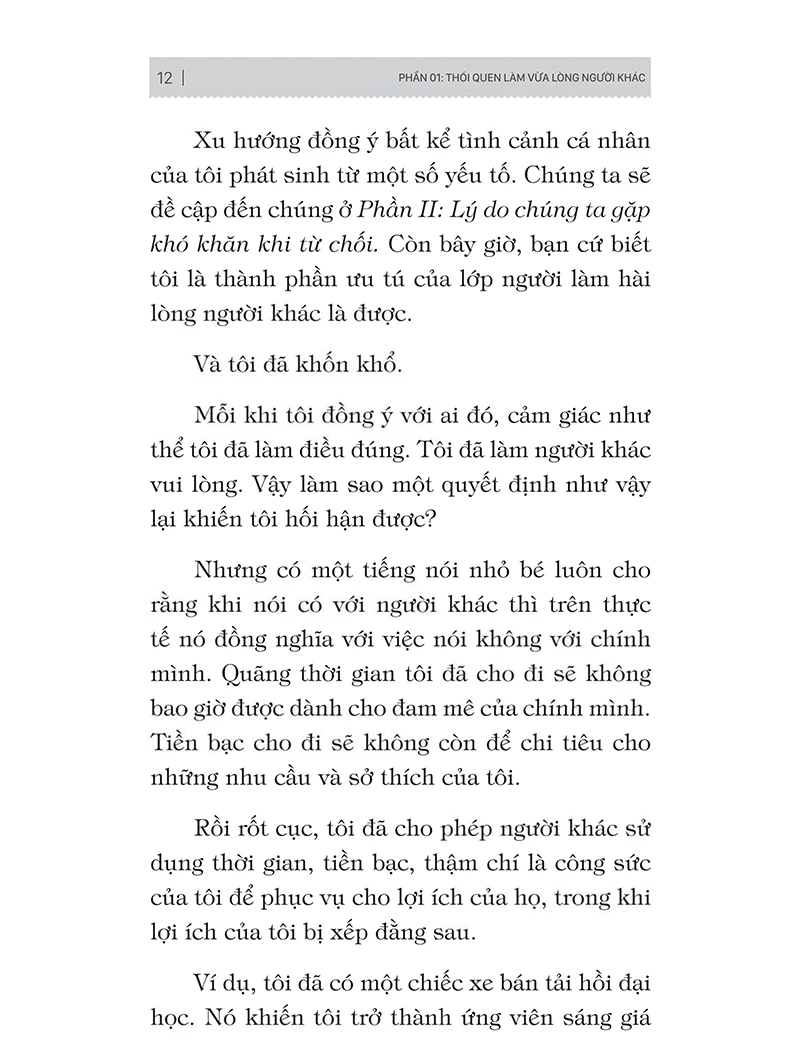 12 |
PHẦN 01: THÓI QUEN LÀM VỪA LÒNG NGƯỜI KHÁC
Xu hướng đồng ý bất kể tình cảnh cá nhân
của tôi phát sinh từ một số yếu tố. Chúng ta sẽ
đề cập đến chúng ở Phần II: Lý do chúng ta gặp
khó khăn khi từ chối. Còn bây giờ, bạn cứ biết
tôi là thành phần ưu tú của lớp người làm hài
lòng người khác là được.
Và tôi đã khốn khổ.
Mỗi khi tôi đồng ý với ai đó, cảm giác như
thể tôi đã làm điều đúng. Tôi đã làm người khác
vui lòng. Vậy làm sao một quyết định như vậy
lại khiến tôi hối hận được?
Nhưng có một tiếng nói nhỏ bé luôn cho
rằng khi nói có với người khác thì trên thực
tế nó đồng nghĩa với việc nói không với chính
mình. Quãng thời gian tôi đã cho đi sẽ không
bao giờ được dành cho đam mê của chính mình.
Tiền bạc cho đi sẽ không còn để chi tiêu cho
những nhu cầu và sở thích của tôi.
Rồi rốt cục, tôi đã cho phép người khác sử
dụng thời gian, tiền bạc, thậm chí là công sức
của tôi để phục vụ cho lợi ích của họ, trong khi
lợi ích của tôi bị xếp đằng sau.
Ví dụ, tôi đã có một chiếc xe bán tải hồi đại
học. Nó khiến tôi trở thành ứng viên sáng giá